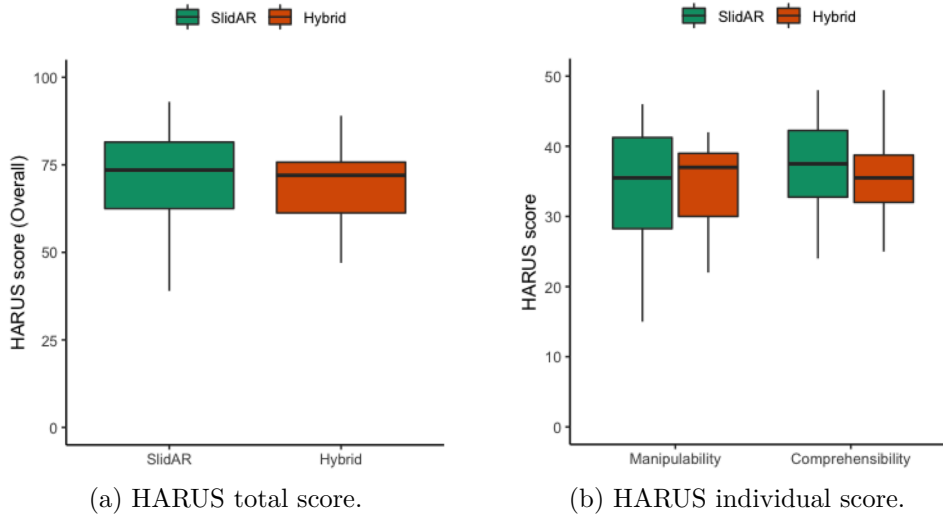 SlidAR Hybrid
HARUS score (Overall)
100
75
50
25
0
SlidAR Hybrid
(a) HARUS total score.
SlidAR Hybrid
HARUS score
50
40
30
20
10
0
Manipulability Comprehensibility
(b) HARUS individual score.